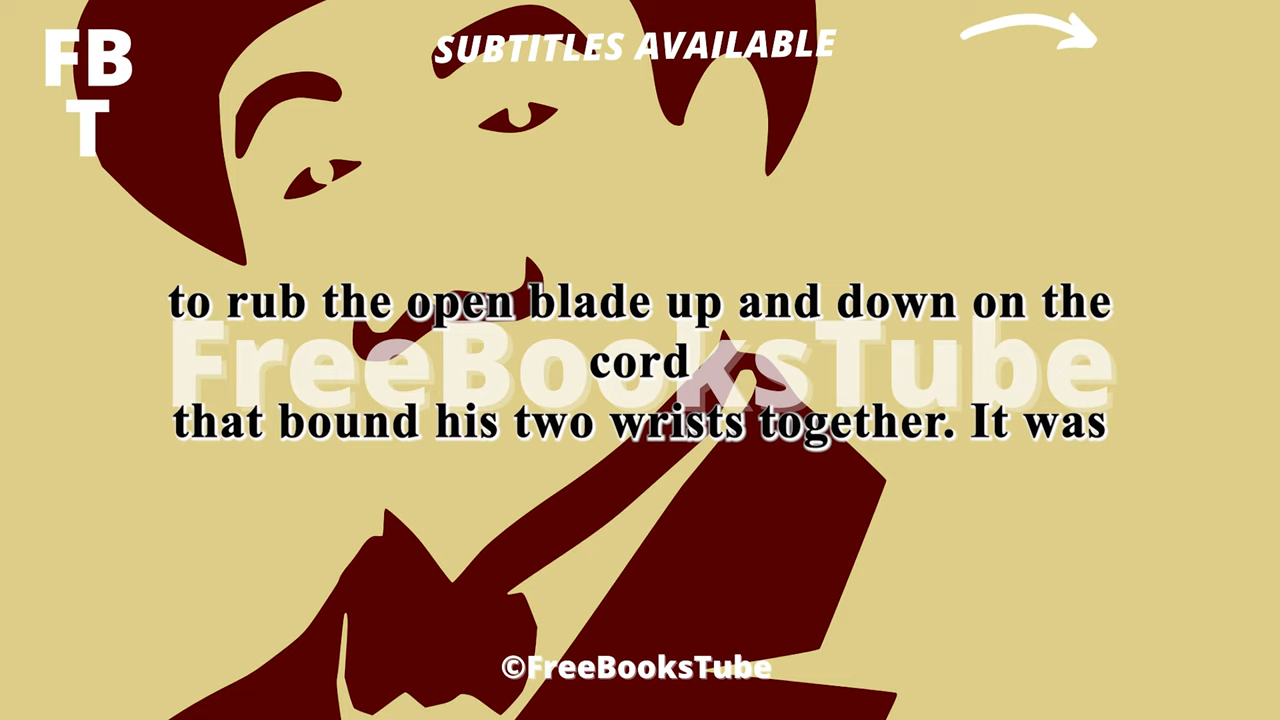 FB
T
SUBTITLES AVAILABLE
to rub the open blade up and down on the
cord
that bound his two wrists together. It was
FreeBooksTube
©FreeBooksTube